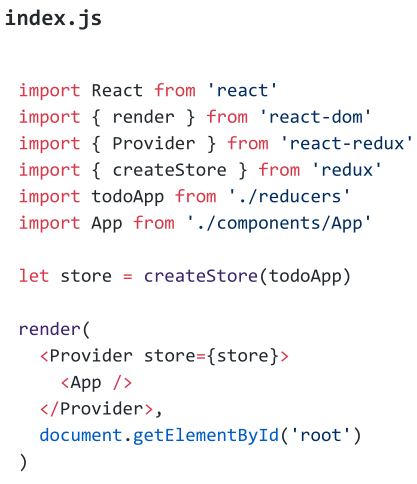 index.js
import React from 'react'
import { render } from 'react-dom'
import { Provider } from 'react-redux'
import { createStore } from 'redux'
import todoApp from './reducers'
import App from './components/App'
let store = createStore(todoApp)
render(
  <Provider store={store}>
    <App />
  </Provider>,
  document.getElementById('root')
)